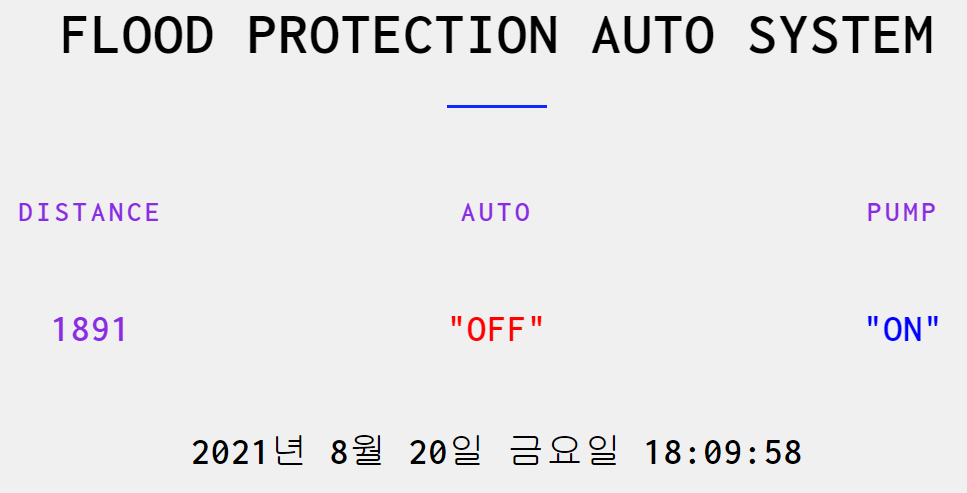 FLOOD PROTECTION AUTO SYSTEM
DISTANCE AUTO PUMP
1891 "OFF" "ON"
2021년 8월 20일 금요일 18:09:58